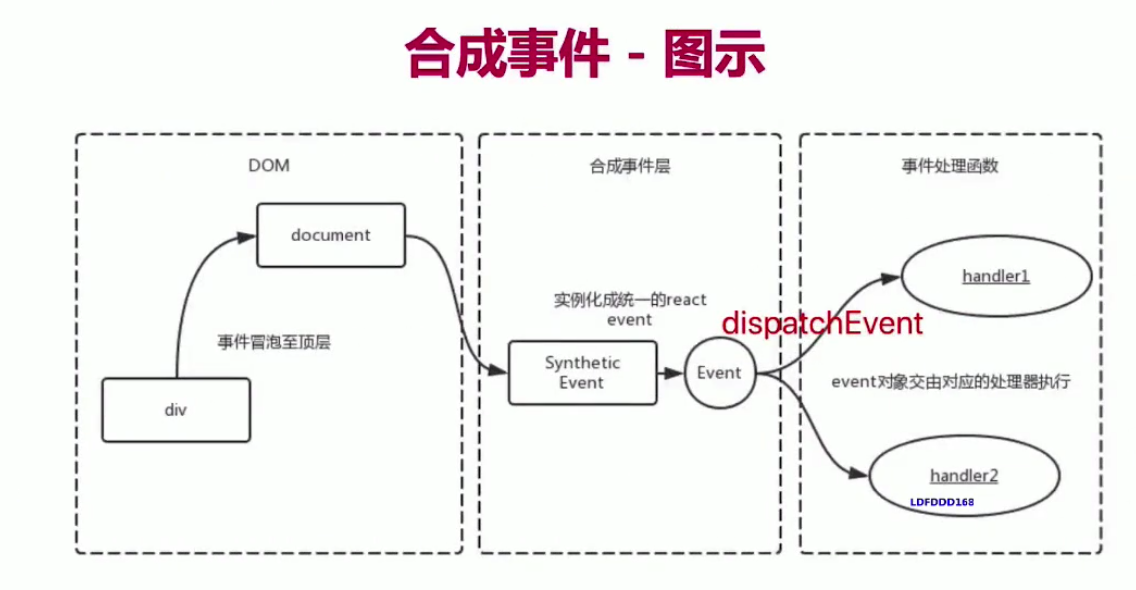 合成事件 - 图示
DOM
document
事件冒泡至顶层
div
合成事件层
实例化成统一的react
event
Synthetic
Event
Event
dispatchEvent
事件处理函数
handler1
event对象交由对应的处理器执行
handler2
LDFDDD168